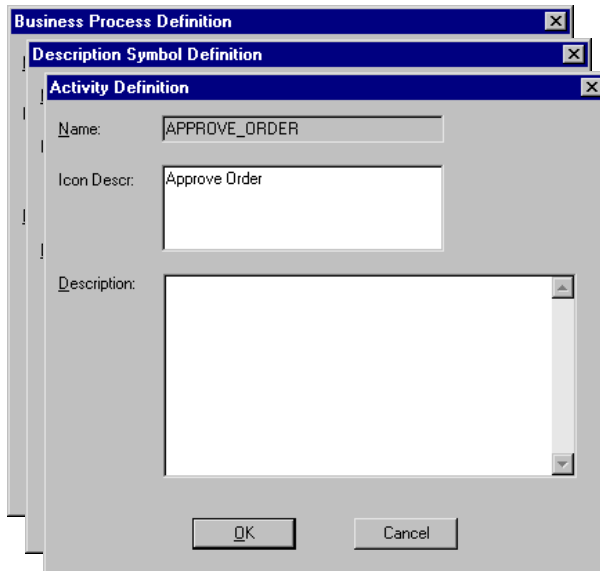 Business Process Definition
Description Symbol Definition
Activity Definition
Name: APPROVE_ORDER
Icon Descr: Approve Order
Description:
OK Cancel